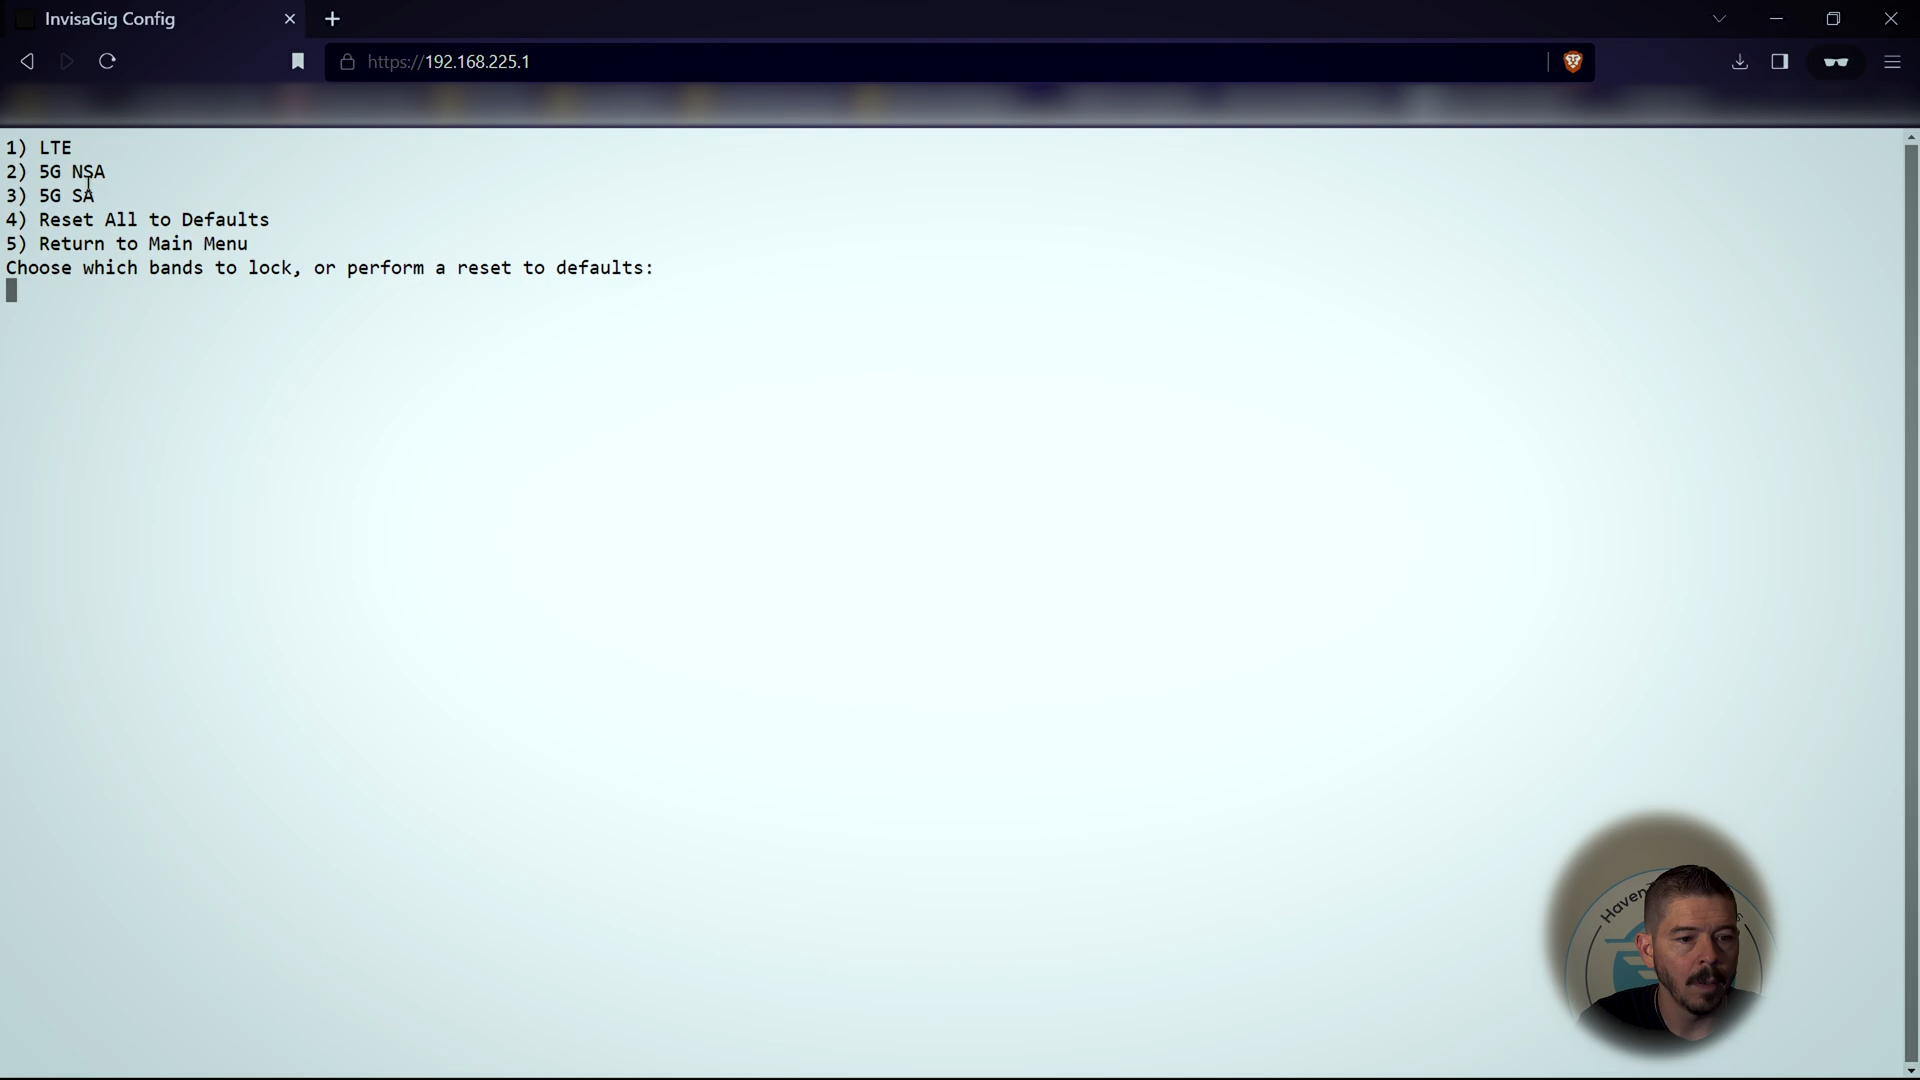 InvisaGig Config
https://192.168.225.1
1) LTE
2) 5G NSA
3) 5G SA
4) Reset All to Defaults
5) Return to Main Menu
Choose which bands to lock, or perform a reset to defaults:
Haven